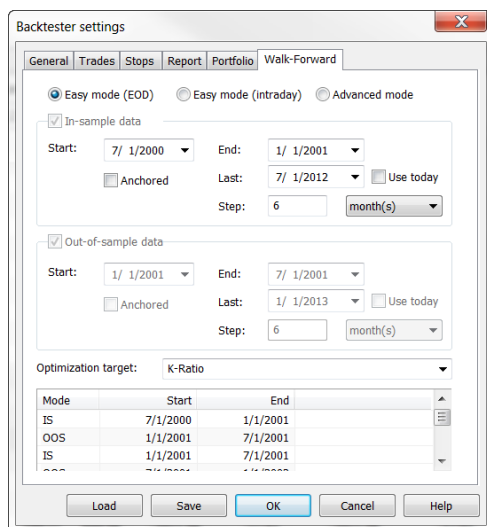 Backtester settings
General Trades Stops Report Portfolio Walk-Forward
Easy mode (EOD) Easy mode (intraday) Advanced mode
In-sample data
Start: 7/ 1/2000 End: 1/ 1/2001
Anchored Last: 7/ 1/2012 Use today
Step: 6 month(s)
Out-of-sample data
Start: 1/ 1/2001 End: 7/ 1/2001
Anchored Last: 1/ 1/2013 Use today
Step: 6 month(s)
Optimization target: K-Ratio
Mode Start End
IS 7/1/2000 1/1/2001
OOS 1/1/2001 7/1/2001
IS 1/1/2001 7/1/2001
Load Save OK Cancel Help